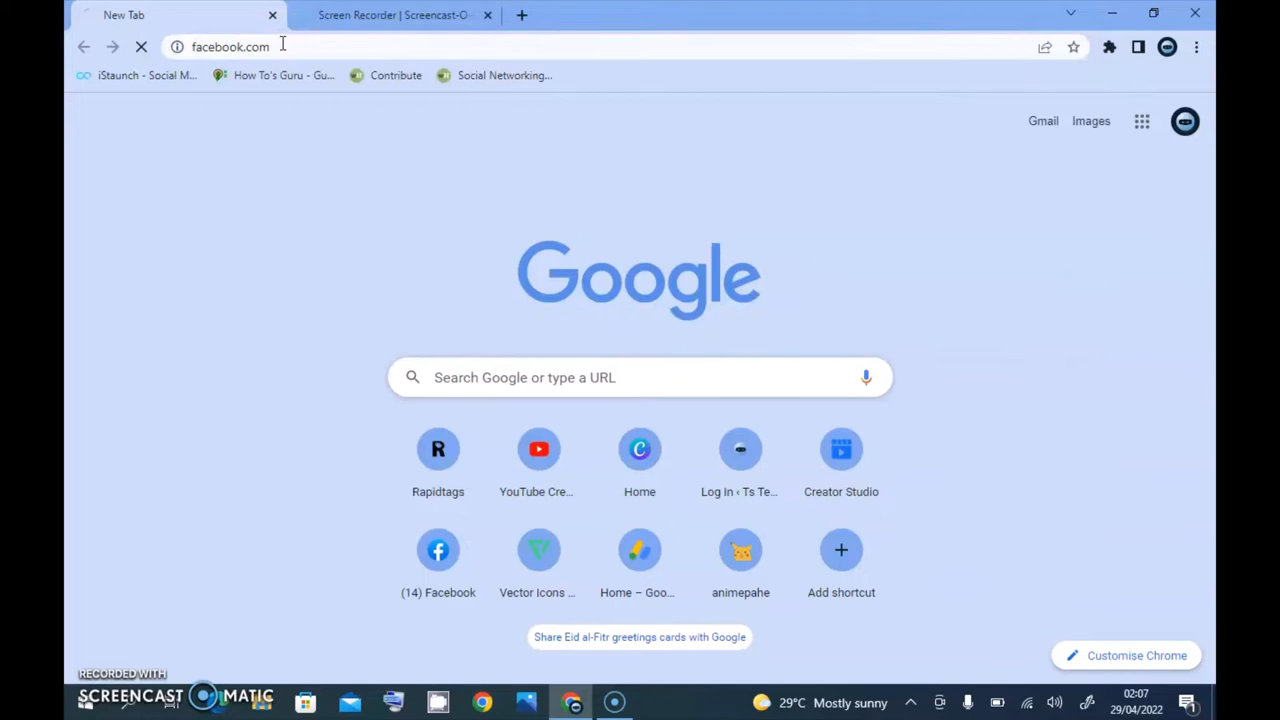 New Tab
Screen Recorder | Screencast-O-
facebook.com
iStaunch - Social M...
How To's Guru - Gu...
Contribute
Social Networking...
Gmail
Images
Google
Search Google or type a URL
R
Rapidtags
YouTube Cre...
Home
Log In ‹ Ts Te...
Creator Studio
(14) Facebook
Vector Icons ...
Home – Goo...
animepahe
Add shortcut
Share Eid al-Fitr greetings cards with Google
Customise Chrome
RECORDED WITH
SCREENCAST MATIC
29°C Mostly sunny
02:07
29/04/2022
1